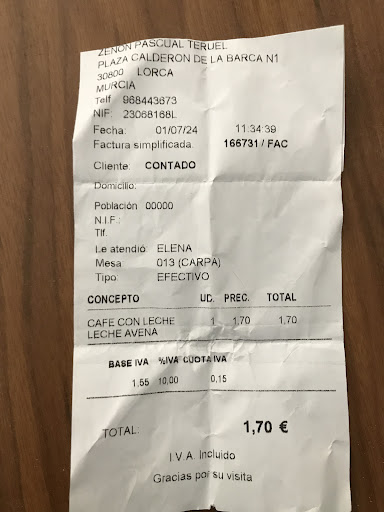 ZENON PASCUAL TERUEL
PLAZA CALDERON DE LA BARCA N1
30800 LORCA
MURCIA
Telf 968443673
NIF: 23068168L
Fecha: 01/07/24 11:34:39
Factura simplificada: 166731 / FAC
Cliente: CONTADO
Domicilio:
Población 00000
N.I.F.:
Tlf.
Le atendió ELENA
Mesa 013 (CARPA)
Tipo: EFECTIVO
CONCEPTO UD. PREC. TOTAL
CAFE CON LECHE 1 1,70 1,70
LECHE AVENA
BASE IVA %IVA CUOTA IVA
1,55 10,00 0,15
TOTAL: 1,70 €
I.V.A. Incluido
Gracias por su visita